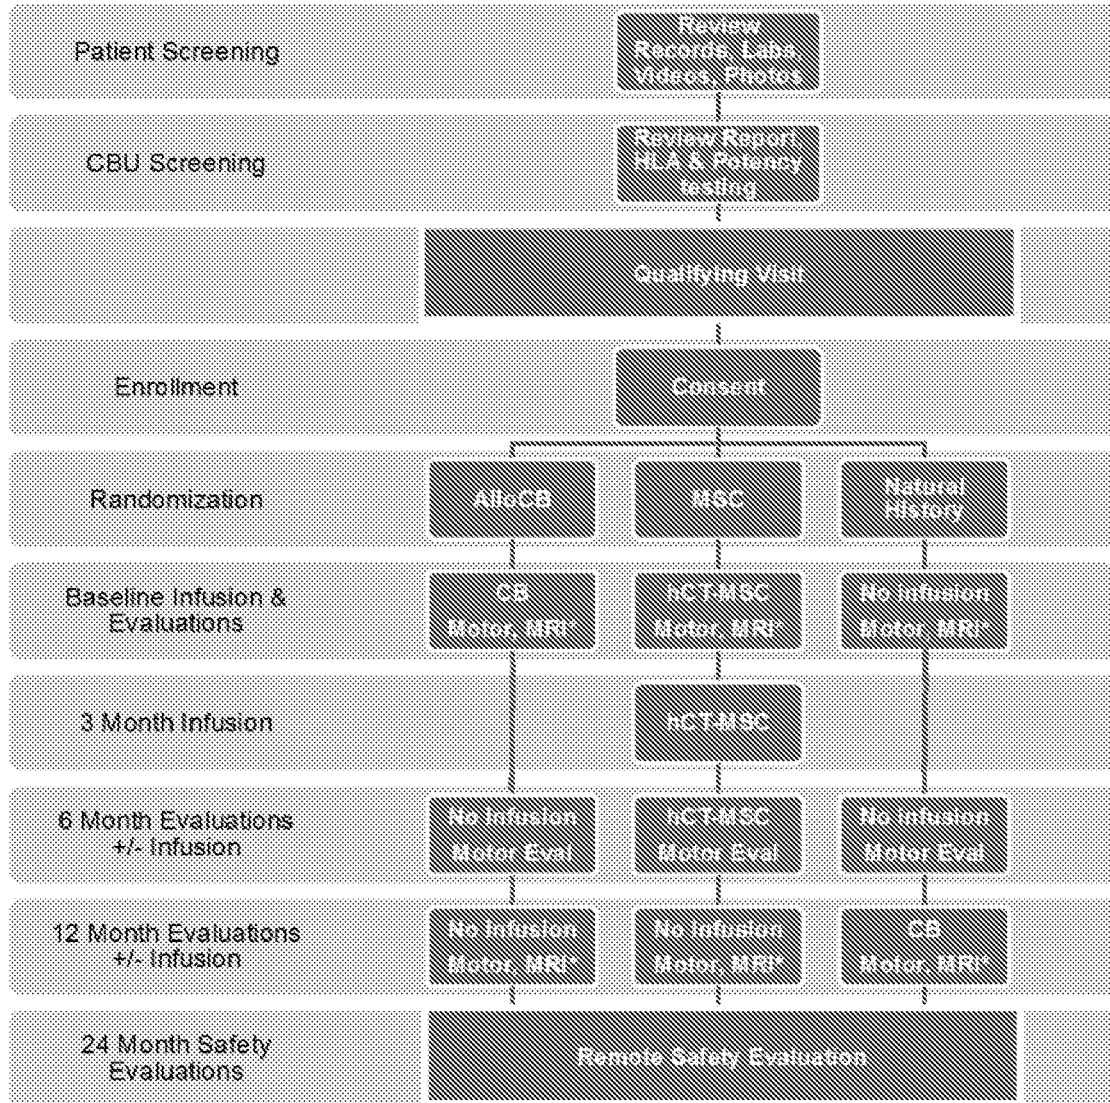 Patient Screening
Review
Records, Labs,
Videos, Photos
CBU Screening
Review Report
HLA & Potency
testing
Qualifying Visit
Enrollment
Consent
Randomization
AlloCB
MSC
Natural
History
Baseline Infusion &
Evaluations
CB
Motor, MRI*
hCT-MSC
Motor, MRI*
No infusion
Motor, MRI*
3 Month Infusion
hCT-MSC
6 Month Evaluations
+/- Infusion
No Infusion
Motor Eval
hCT-MSC
Motor Eval
No infusion
Motor Eval
12 Month Evaluations
+/- Infusion
No Infusion
Motor, MRI*
No Infusion
Motor, MRI*
CB
Motor, MRI*
24 Month Safety
Evaluations
Remote Safety Evaluation